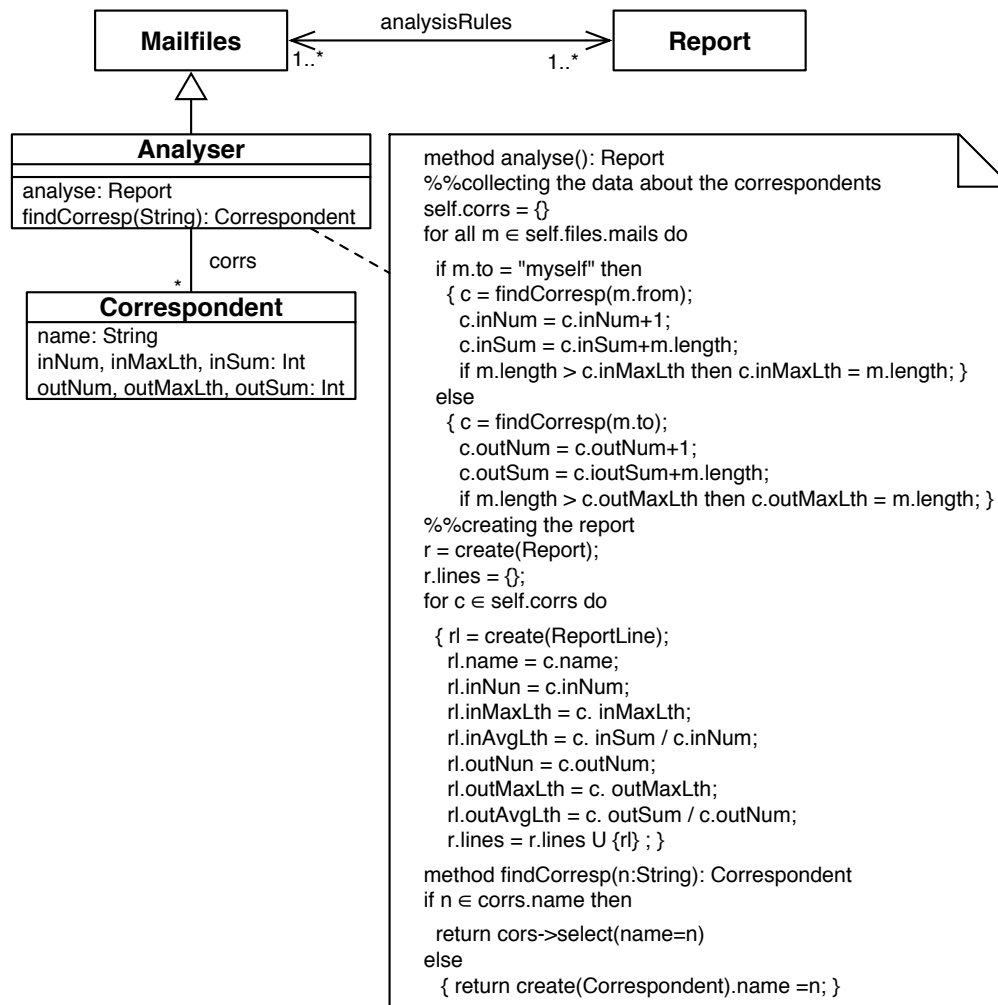 Mailfiles
analysisRules
Report
1..*
1..*
Analyser
analyse: Report
findCorresp(String): Correspondent
corrs
*
Correspondent
name: String
inNum, inMaxLth, inSum: Int
outNum, outMaxLth, outSum: Int
method analyse(): Report
%%collecting the data about the correspondents
self.corrs = {}
for all m ∈ self.files.mails do
if m.to = "myself" then
{ c = findCorresp(m.from);
c.inNum = c.inNum+1;
c.inSum = c.inSum+m.length;
if m.length > c.inMaxLth then c.inMaxLth = m.length; }
else
{ c = findCorresp(m.to);
c.outNum = c.outNum+1;
c.outSum = c.ioutSum+m.length;
if m.length > c.outMaxLth then c.outMaxLth = m.length; }
%%creating the report
r = create(Report);
r.lines = {};
for c ∈ self.corrs do
{ rl = create(ReportLine);
rl.name = c.name;
rl.inNun = c.inNum;
rl.inMaxLth = c. inMaxLth;
rl.inAvgLth = c. inSum / c.inNum;
rl.outNun = c.outNum;
rl.outMaxLth = c. outMaxLth;
rl.outAvgLth = c. outSum / c.outNum;
r.lines = r.lines U {rl} ; }
method findCorresp(n:String): Correspondent
if n ∈ corrs.name then
return cors->select(name=n)
else
{ return create(Correspondent).name =n; }